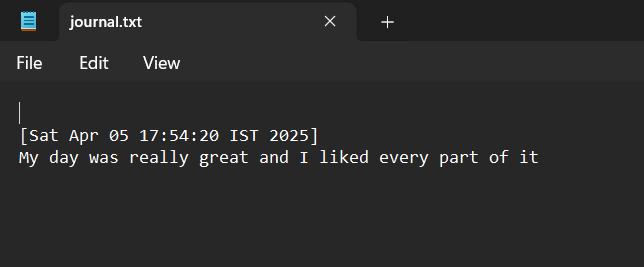 journal.txt
File Edit View
[Sat Apr 05 17:54:20 IST 2025]
My day was really great and I liked every part of it